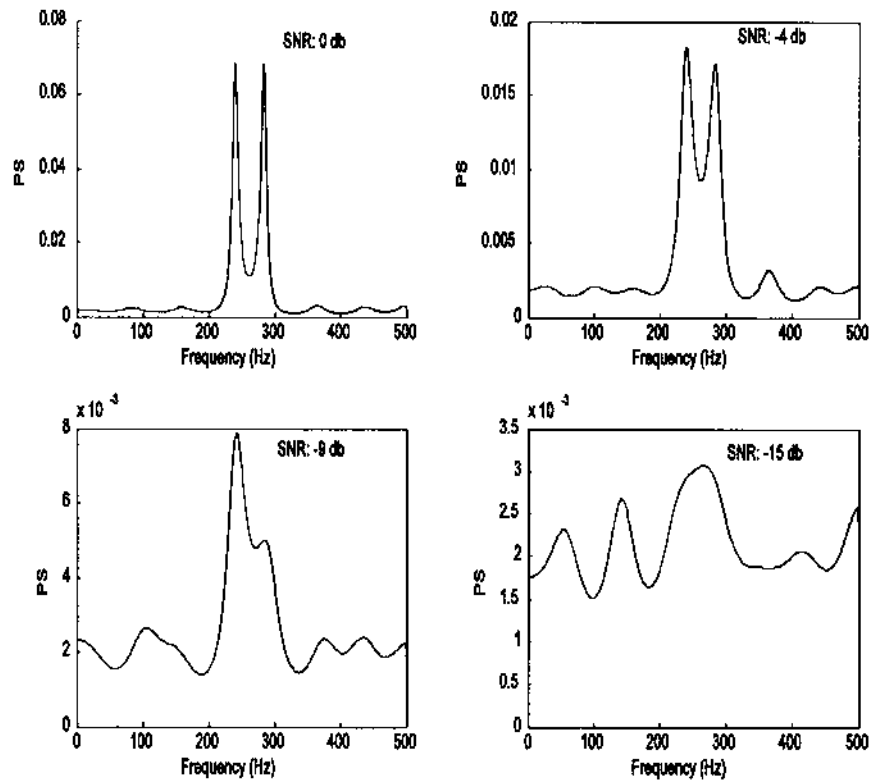 SNR: 0 db
PS
0.08
0.06
0.04
0.02
0
0 100 200 300 400 500
Frequency (Hz)
SNR: -4 db
PS
0.02
0.015
0.01
0.005
0
0 100 200 300 400 500
Frequency (Hz)
x 10 -3
SNR: -9 db
PS
8
6
4
2
0
0 100 200 300 400 500
Frequency (Hz)
x 10 -3
SNR: -15 db
PS
3.5
3
2.5
2
1.5
1
0.5
0
0 100 200 300 400 500
Frequency (Hz)